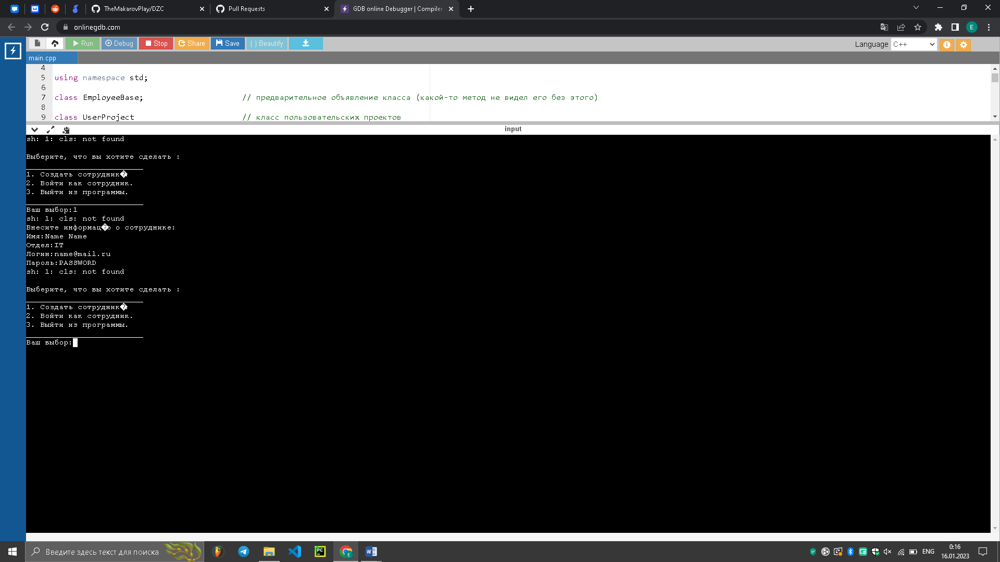 TheMakarovPlay/DZC
Pull Requests
GDB online Debugger | Compiler
onlinegdb.com
E
Run
Debug
Stop
Share
Save
{ } Beautify
Language
C++
main.cpp
4
5 using namespace std;
6
7 class EmployeeBase; // предварительное объявление класса (какой-то метод не видел его без этого)
8
9 class UserProject // класс пользовательских проектов
input
sh: 1: cls: not found
Выберите, что вы хотите сделать :
_________________________
1. Создать сотрудник�
2. Войти как сотрудник.
3. Выйти из программы.
_________________________
Ваш выбор:1
sh: 1: cls: not found
Внесите информац�ю о сотруднике:
Имя:Name Name
Отдел:IT
Логин:name@mail.ru
Пароль:PASSWORD
sh: 1: cls: not found
Выберите, что вы хотите сделать :
_________________________
1. Создать сотрудник�
2. Войти как сотрудник.
3. Выйти из программы.
_________________________
Ваш выбор:
Введите здесь текст для поиска
PC
E
W
ENG
0:16
16.01.2023